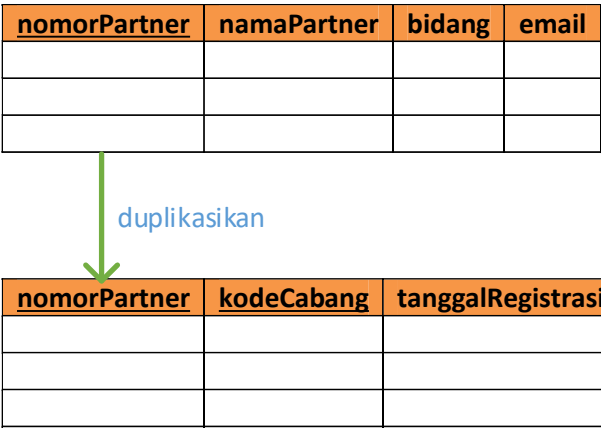 nomorPartner namaPartner bidang email
duplikasikan
nomorPartner kodeCabang tanggalRegistrasi